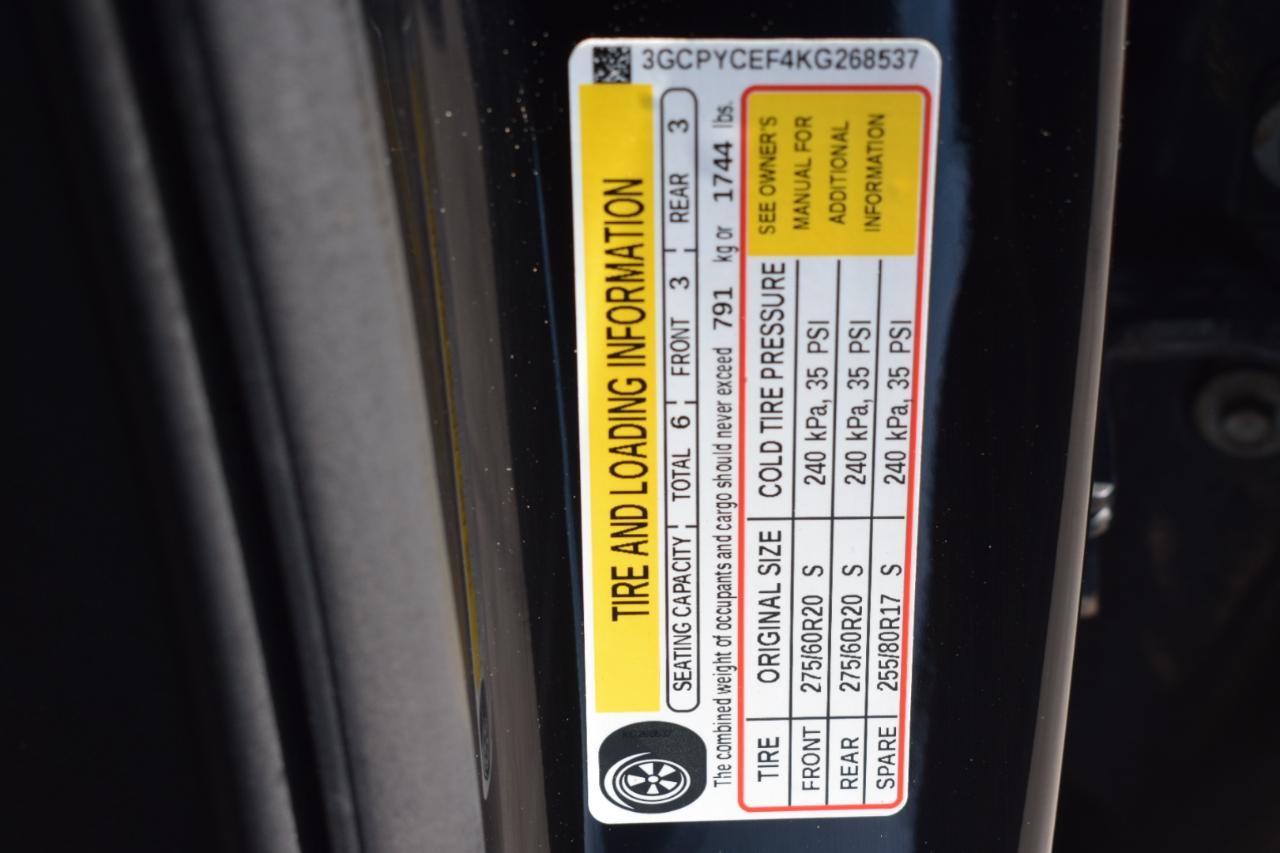 3GCPYCEF4KG268537
TIRE AND LOADING INFORMATION
SEATING CAPACITY TOTAL 6 FRONT 3 REAR 3
The combined weight of occupants and cargo should never exceed 791 kg or 1744 lbs.
TIRE ORIGINAL SIZE COLD TIRE PRESSURE
FRONT 275/60R20 S 240 kPa, 35 PSI
REAR 275/60R20 S 240 kPa, 35 PSI
SPARE 255/80R17 S 240 kPa, 35 PSI
SEE OWNER'S
MANUAL FOR
ADDITIONAL
INFORMATION